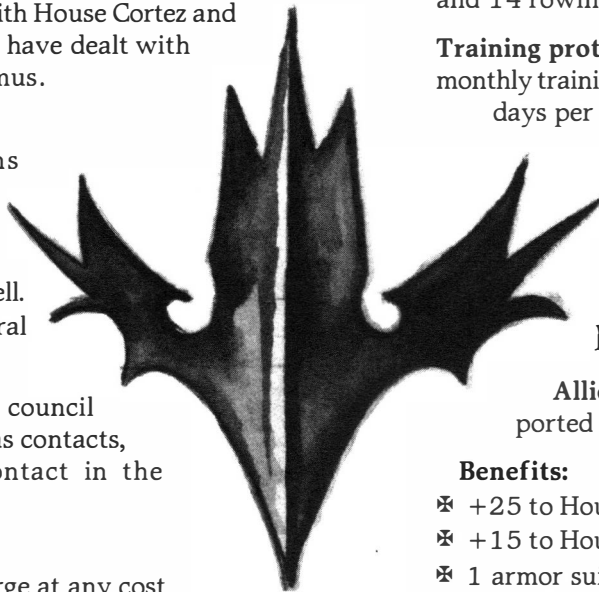 ith House Cortez and
have dealt with
mus.
ns
ell.
ral
council
as contacts,
ontact in the
rge at any cost
and 14 rowin
Training prot
monthly traini
days per
Allie
ported
Benefits:
✠ +25 to Hou
✠ +15 to Hou
✠ 1 armor sui